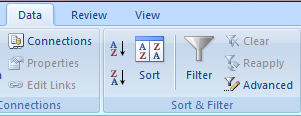 Data Review View
Connections
Properties
Edit Links
Connections
A Z
Z A
A Z
Z A
Sort
Filter
Clear
Reapply
Advanced
Sort & Filter